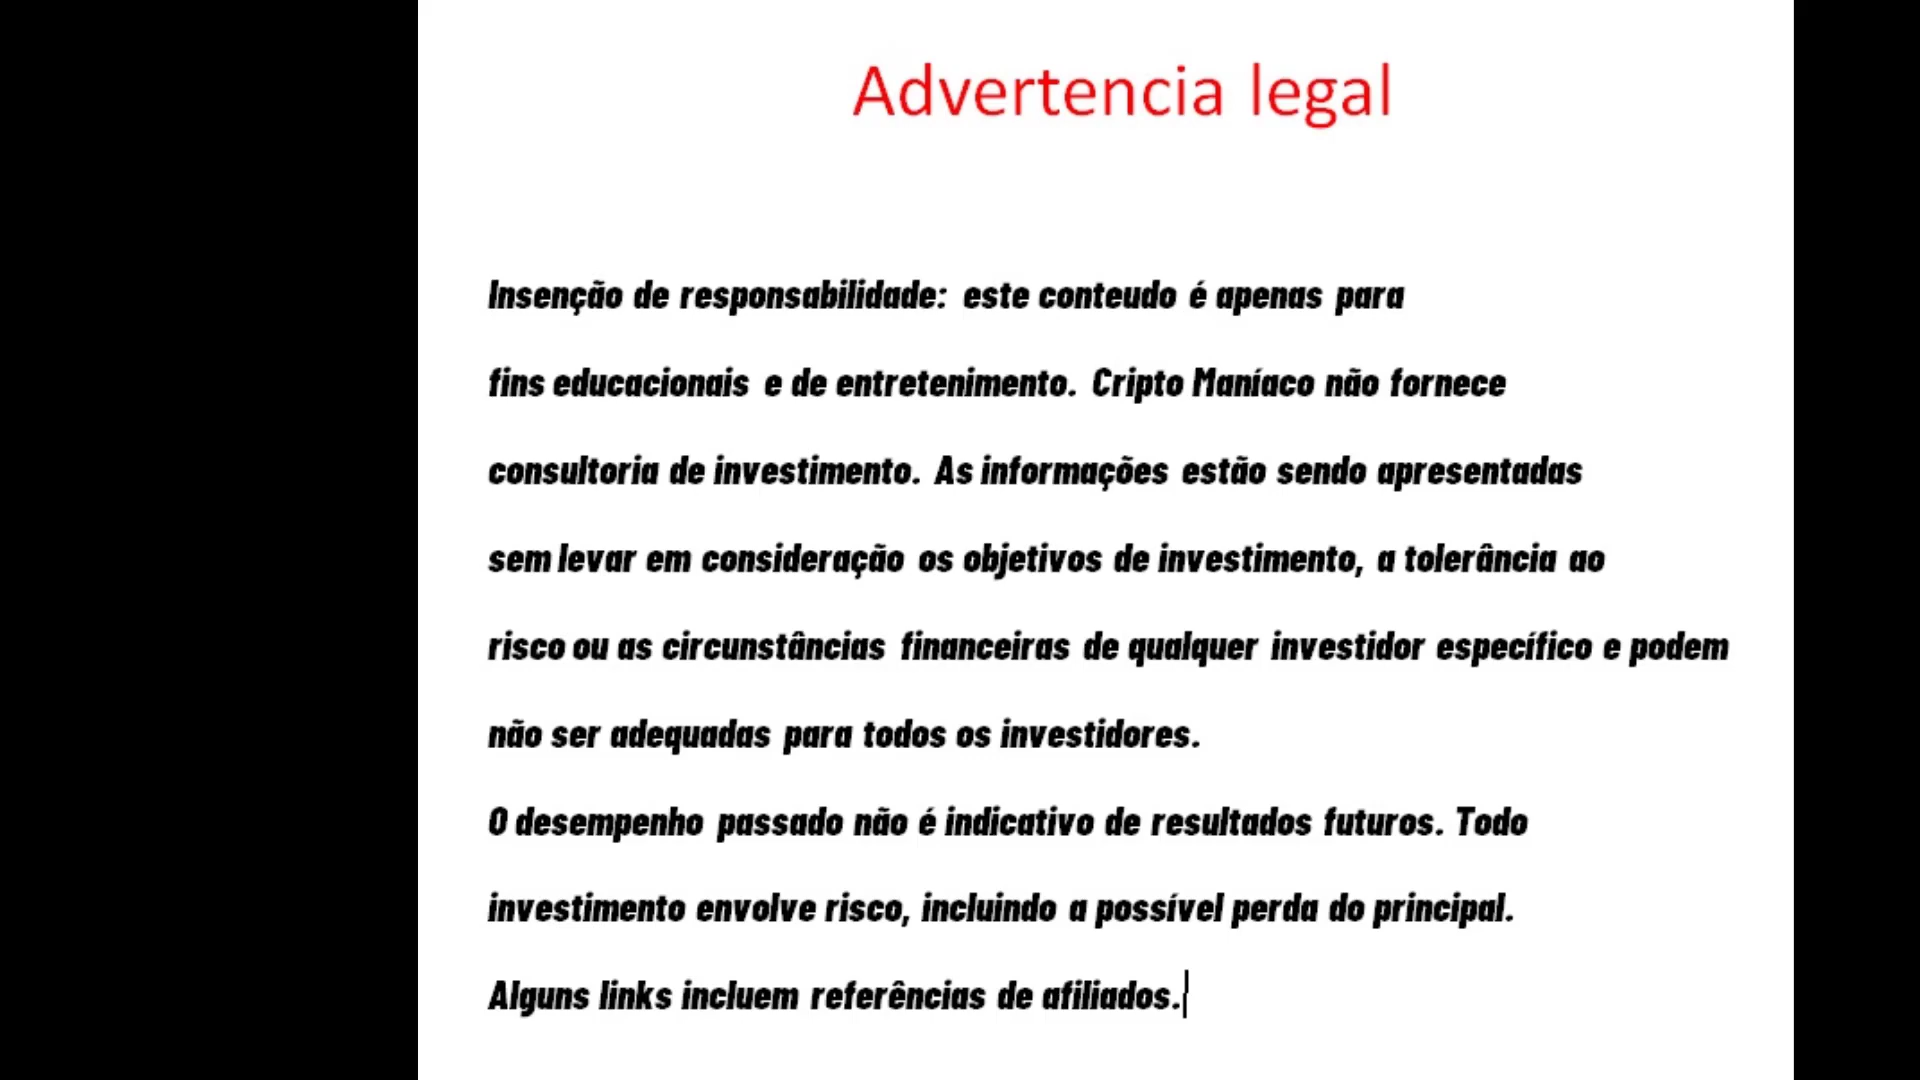 Advertencia legal
Insenção de responsabilidade: este conteudo é apenas para
fins educacionais e de entretenimento. Cripto Maníaco não fornece
consultoria de investimento. As informações estão sendo apresentadas
sem levar em consideração os objetivos de investimento, a tolerância ao
risco ou as circunstâncias financeiras de qualquer investidor específico e podem
não ser adequadas para todos os investidores.
O desempenho passado não é indicativo de resultados futuros. Todo
investimento envolve risco, incluindo a possível perda do principal.
Alguns links incluem referências de afiliados.